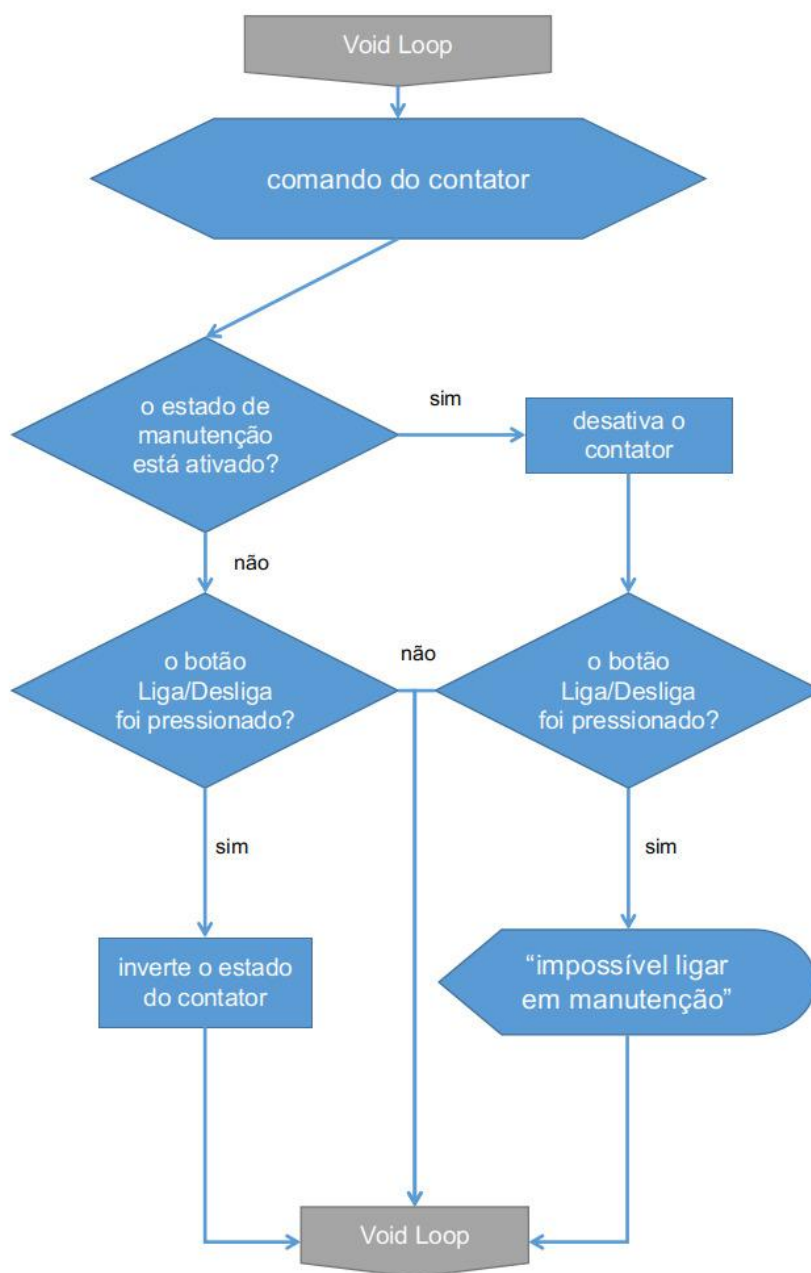 Void Loop
comando do contator
o estado de
manutenção
está ativado?
sim
desativa o
contator
não
o botão
Liga/Desliga
foi pressionado?
não
o botão
Liga/Desliga
foi pressionado?
sim
sim
inverte o estado
do contator
“impossível ligar
em manutenção”
Void Loop